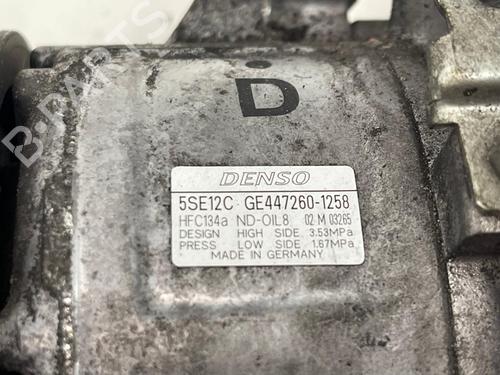 B-PARTS
D
DENSO
5SE12C GE447260-1258
HFC134a ND-OIL8 02 M 03265
DESIGN HIGH SIDE 3.53MPa
PRESS LOW SIDE 1.67MPa
MADE IN GERMANY